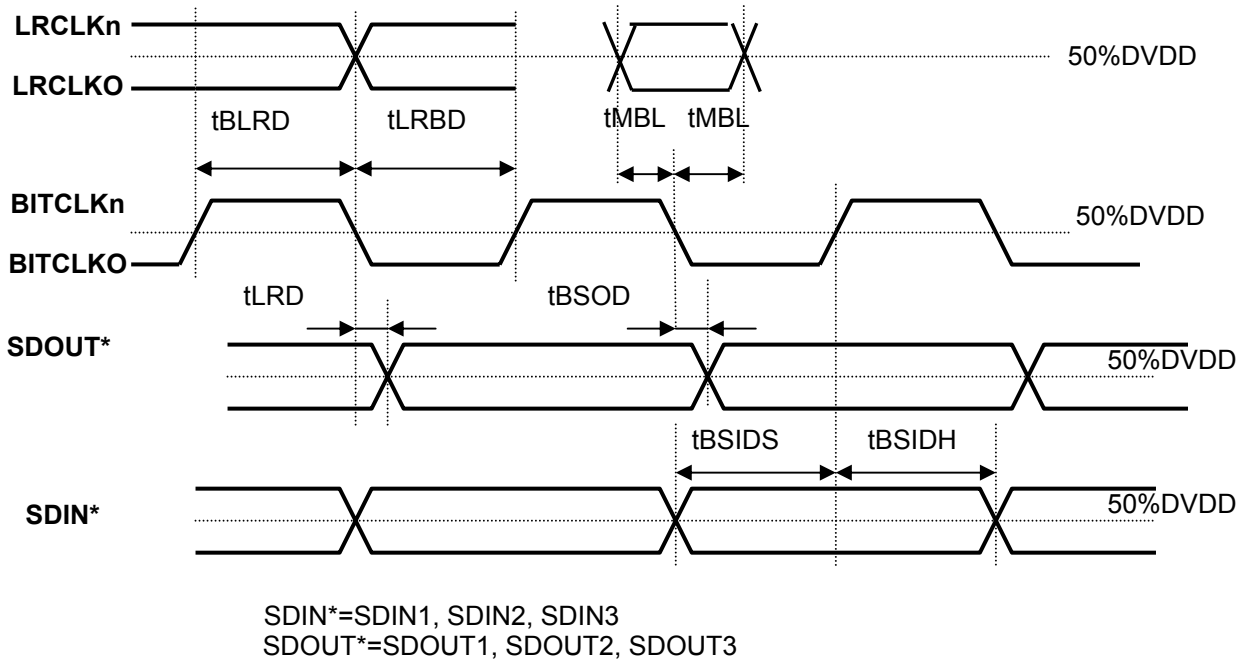 LRCLKn
50%DVDD
LRCLKO
tBLRD
tLRBD
tMBL
tMBL
BITCLKn
50%DVDD
BITCLKO
tLRD
tBSOD
SDOUT*
50%DVDD
tBSIDS
tBSIDH
SDIN*
50%DVDD
SDIN*=SDIN1, SDIN2, SDIN3
SDOUT*=SDOUT1, SDOUT2, SDOUT3